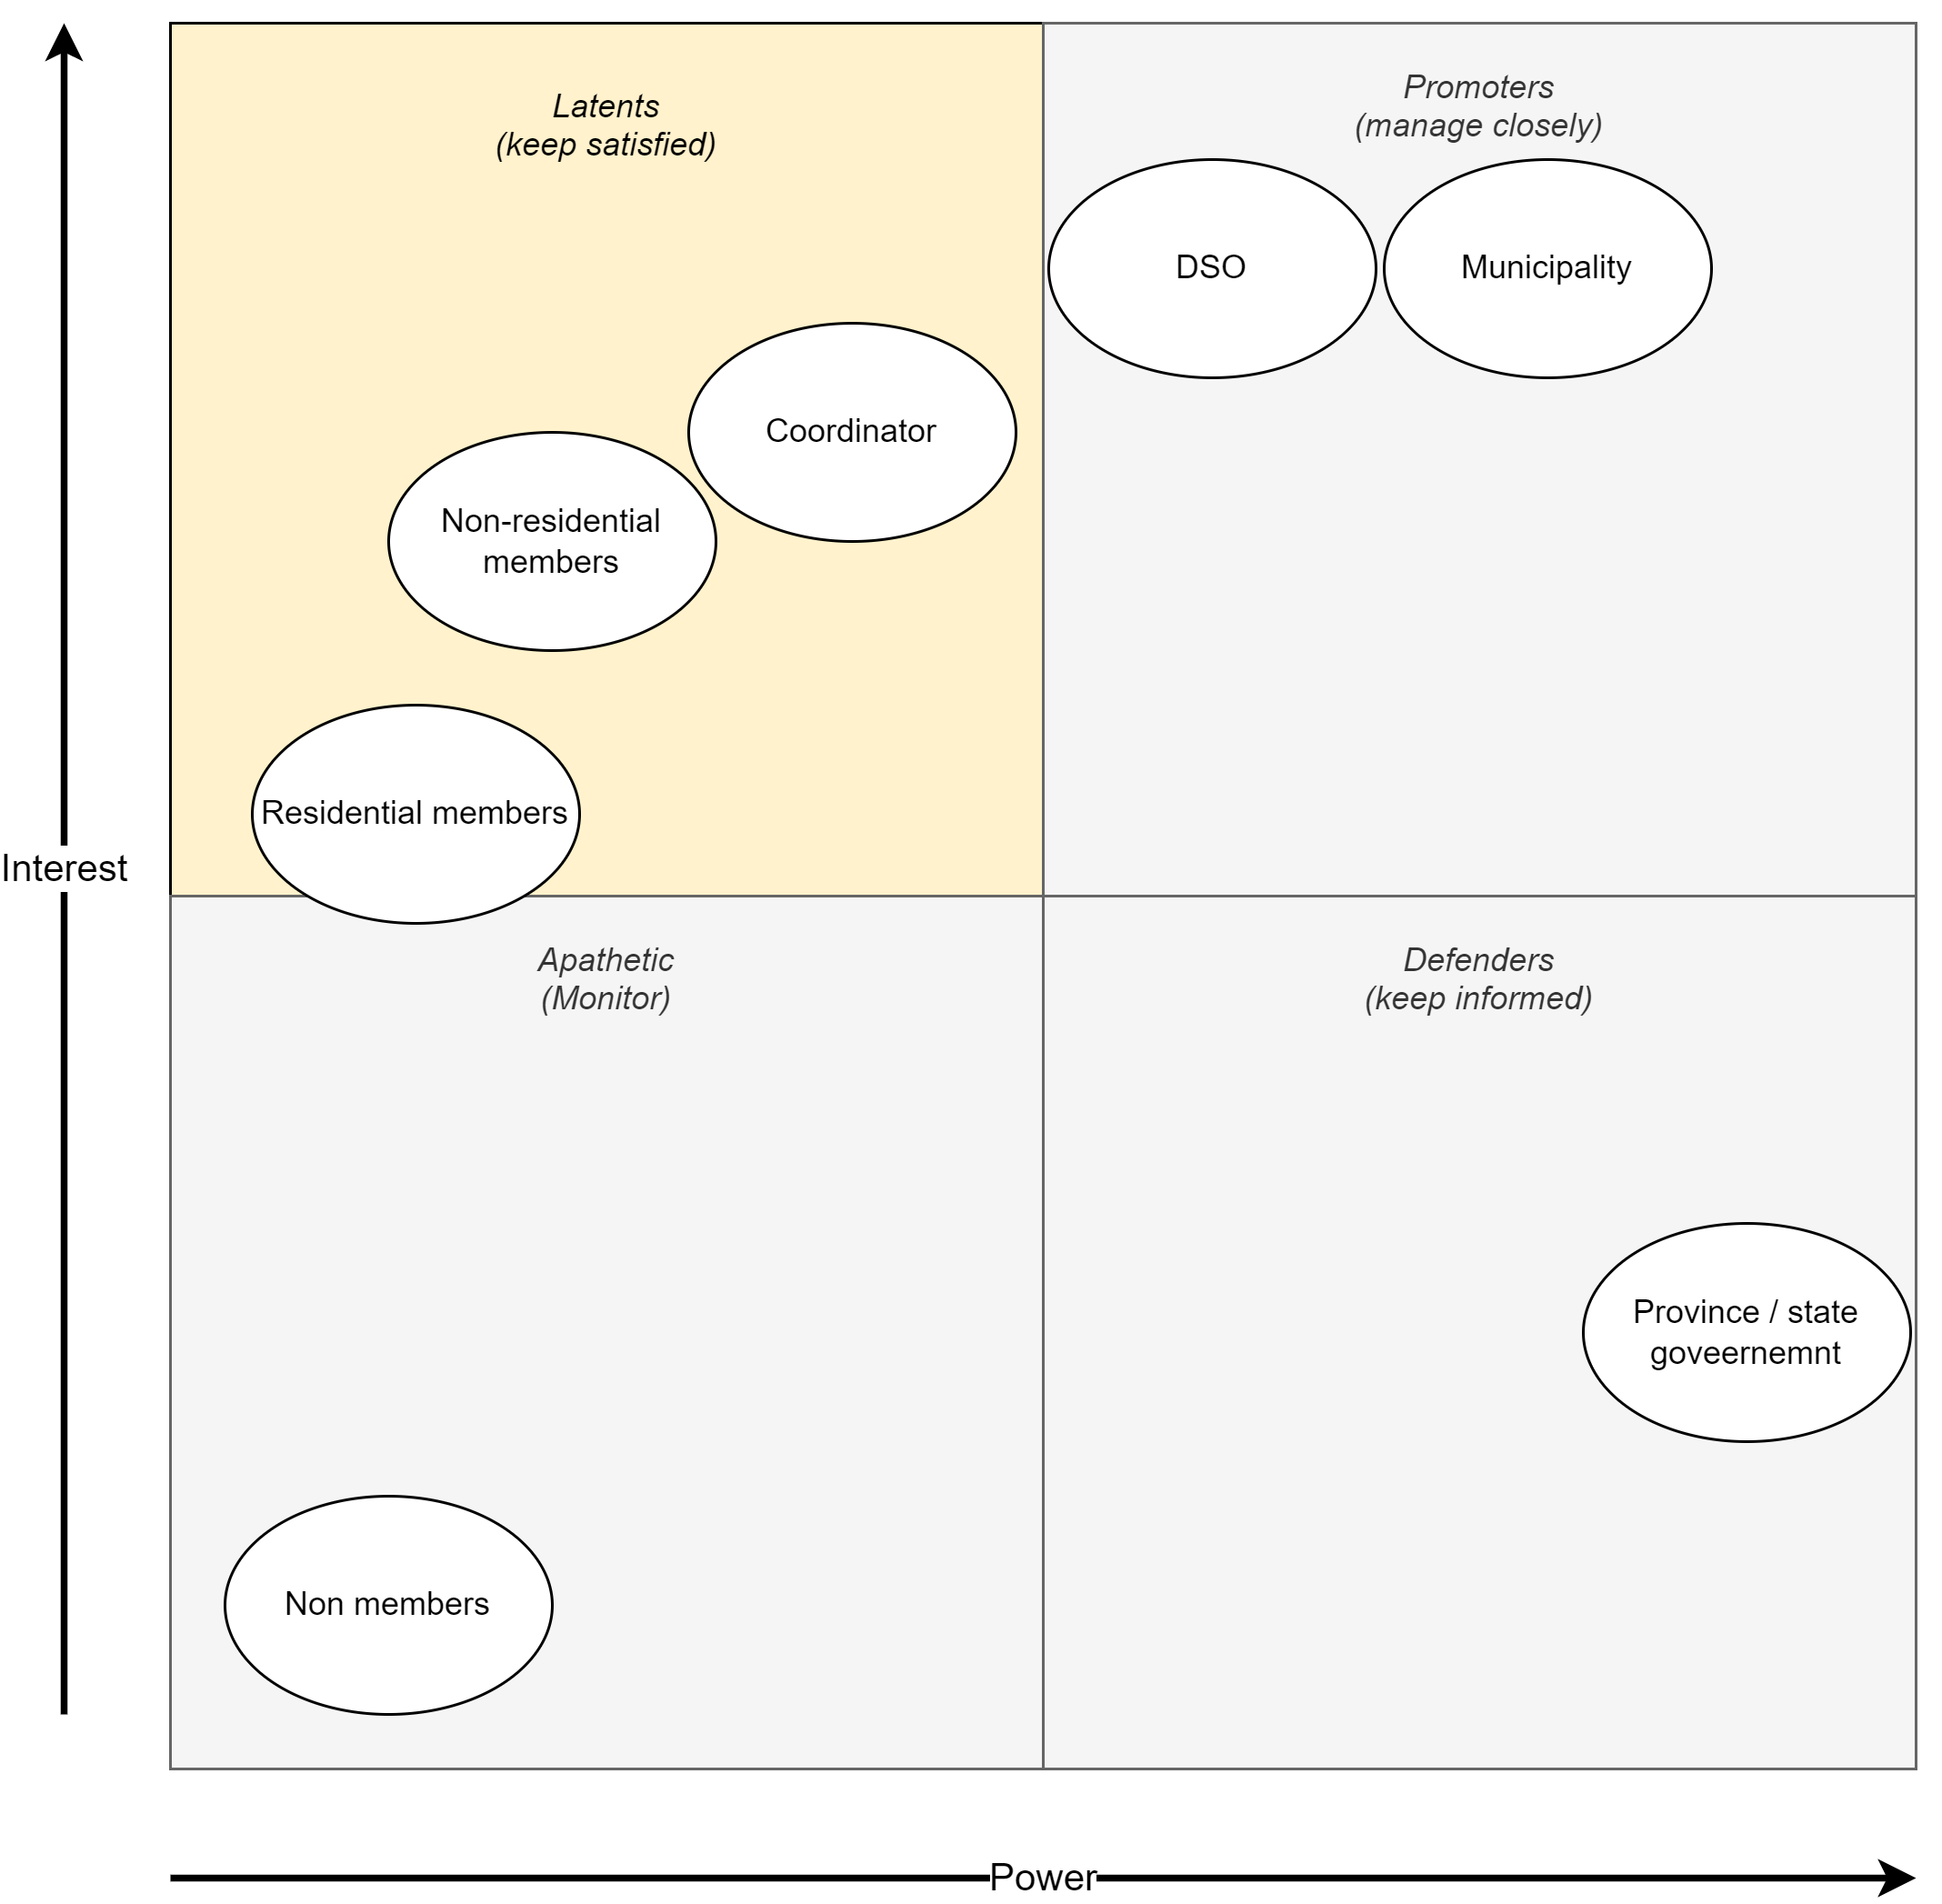 Latents
(keep satisfied)
Promoters
(manage closely)
DSO
Municipality
Coordinator
Non-residential
members
Residential members
Interest
Apathetic
(Monitor)
Defenders
(keep informed)
Province / state
goveernemnt
Non members
Power